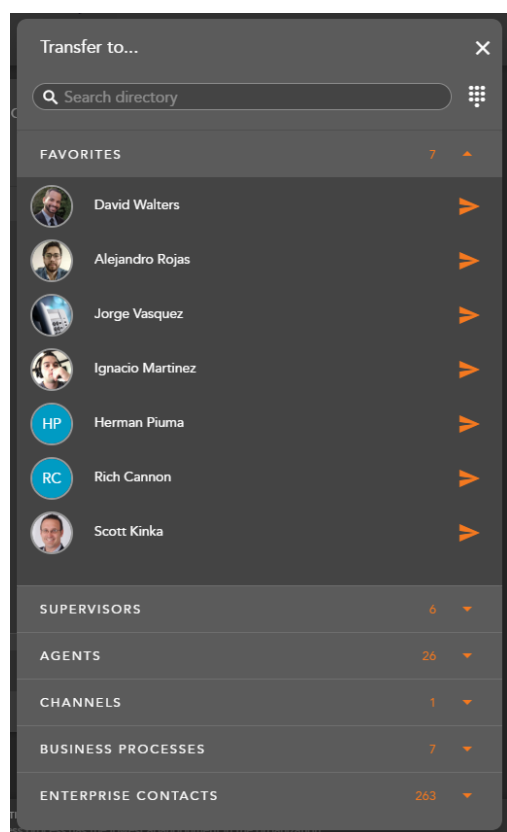 Transfer to...
Search directory
FAVORITES 7
David Walters
Alejandro Rojas
Jorge Vasquez
Ignacio Martinez
HP Herman Piuma
RC Rich Cannon
Scott Kinka
SUPERVISORS 6
AGENTS 26
CHANNELS 1
BUSINESS PROCESSES 7
ENTERPRISE CONTACTS 263